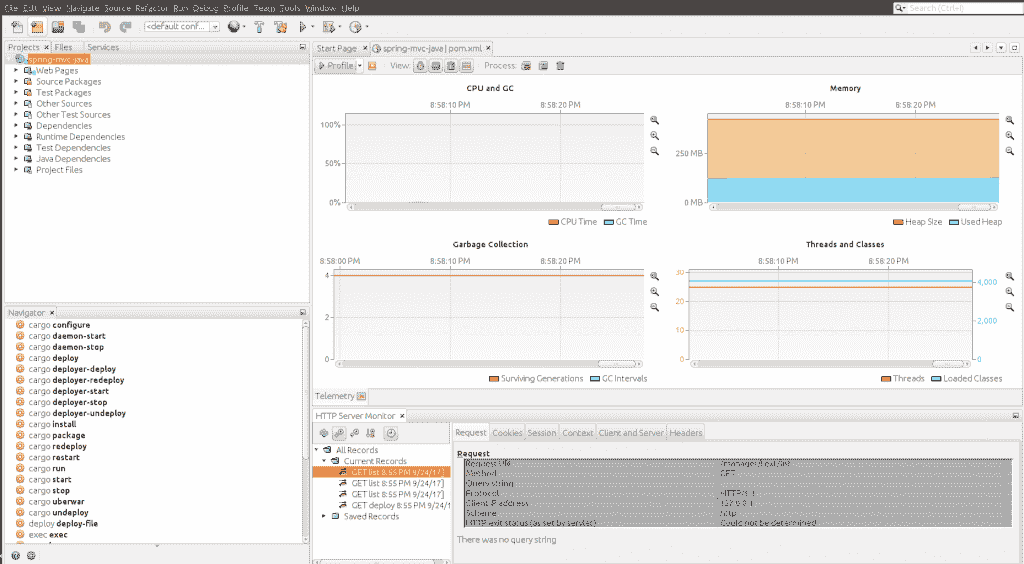 File Edit View Navigate Source Refactor Run Debug Profile Team Tools Window Help
Search (Ctrl+I)
<default conf...
Projects Files Services
spring-mvc-java
Web Pages
Source Packages
Test Packages
Other Sources
Other Test Sources
Dependencies
Runtime Dependencies
Test Dependencies
Java Dependencies
Project Files
Navigator
cargo configure
cargo daemon-start
cargo daemon-stop
cargo deploy
cargo deployer-deploy
cargo deployer-redeploy
cargo deployer-start
cargo deployer-stop
cargo deployer-undeploy
cargo install
cargo package
cargo redeploy
cargo restart
cargo run
cargo start
cargo stop
cargo uberwar
cargo undeploy
deploy deploy-file
exec exec
Start Page spring-mvc-java | pom.xml
Profile View: Process:
CPU and GC
8:58:10 PM 8:58:20 PM
100%
50%
0%
CPU Time GC Time
Memory
8:58:10 PM 8:58:20 PM
250 MB
0 MB
Heap Size Used Heap
Garbage Collection
8:58:00 PM 8:58:10 PM 8:58:20 PM
4
2
0
Surviving Generations GC Intervals
Threads and Classes
8:58:10 PM 8:58:20 PM
30
20
10
0
4,000
2,000
0
Threads Loaded Classes
Telemetry
HTTP Server Monitor
All Records
Current Records
GET list 8:55 PM 9/24/17]
GET list 8:55 PM 9/24/17]
GET list 8:55 PM 9/24/17]
GET deploy 8:55 PM 9/24/1
Saved Records
Request Cookies Session Context Client and Server Headers
Request
Request URI /manager/text/list
Method GET
Query string
Protocol HTTP/1.1
Client IP address 127.0.0.1
Scheme http
HTTP exit status (as set by servlet) Could not be determined
There was no query string